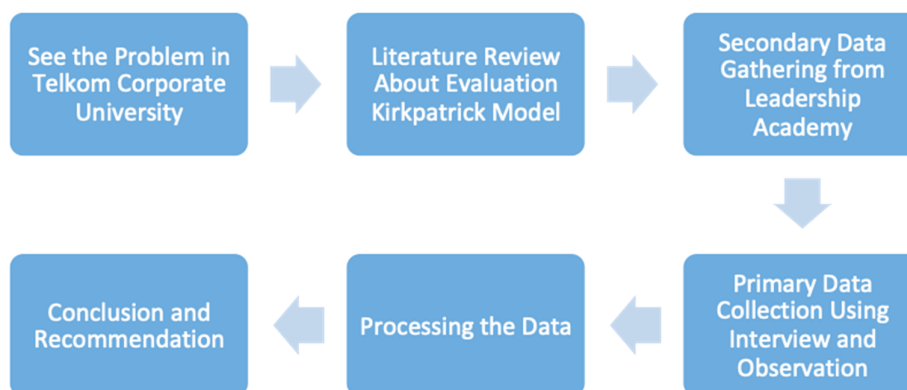 See the Problem in
Telkom Corporate
University
Literature Review
About Evaluation
Kirkpatrick Model
Secondary Data
Gathering from
Leadership
Academy
Primary Data
Collection Using
Interview and
Observation
Processing the Data
Conclusion and
Recommendation